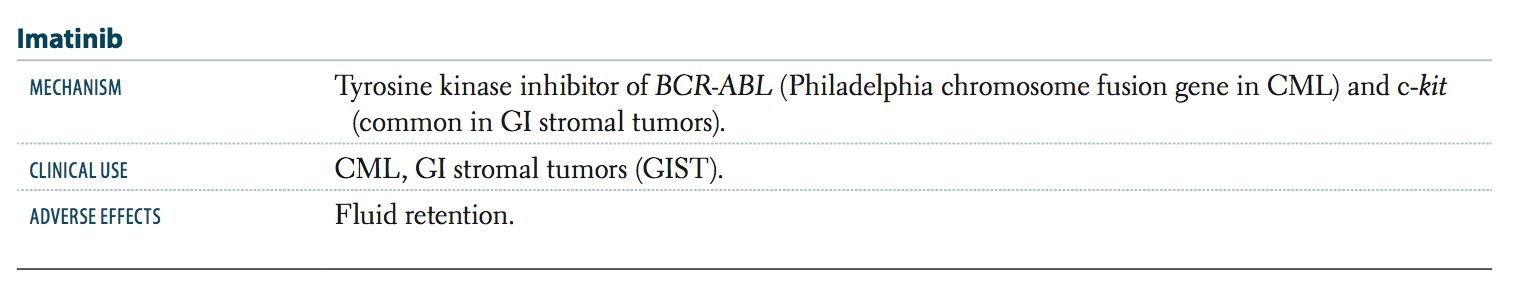 Imatinib
MECHANISM Tyrosine kinase inhibitor of BCR-ABL (Philadelphia chromosome fusion gene in CML) and c-kit
(common in GI stromal tumors).
CLINICAL USE CML, GI stromal tumors (GIST).
ADVERSE EFFECTS Fluid retention.